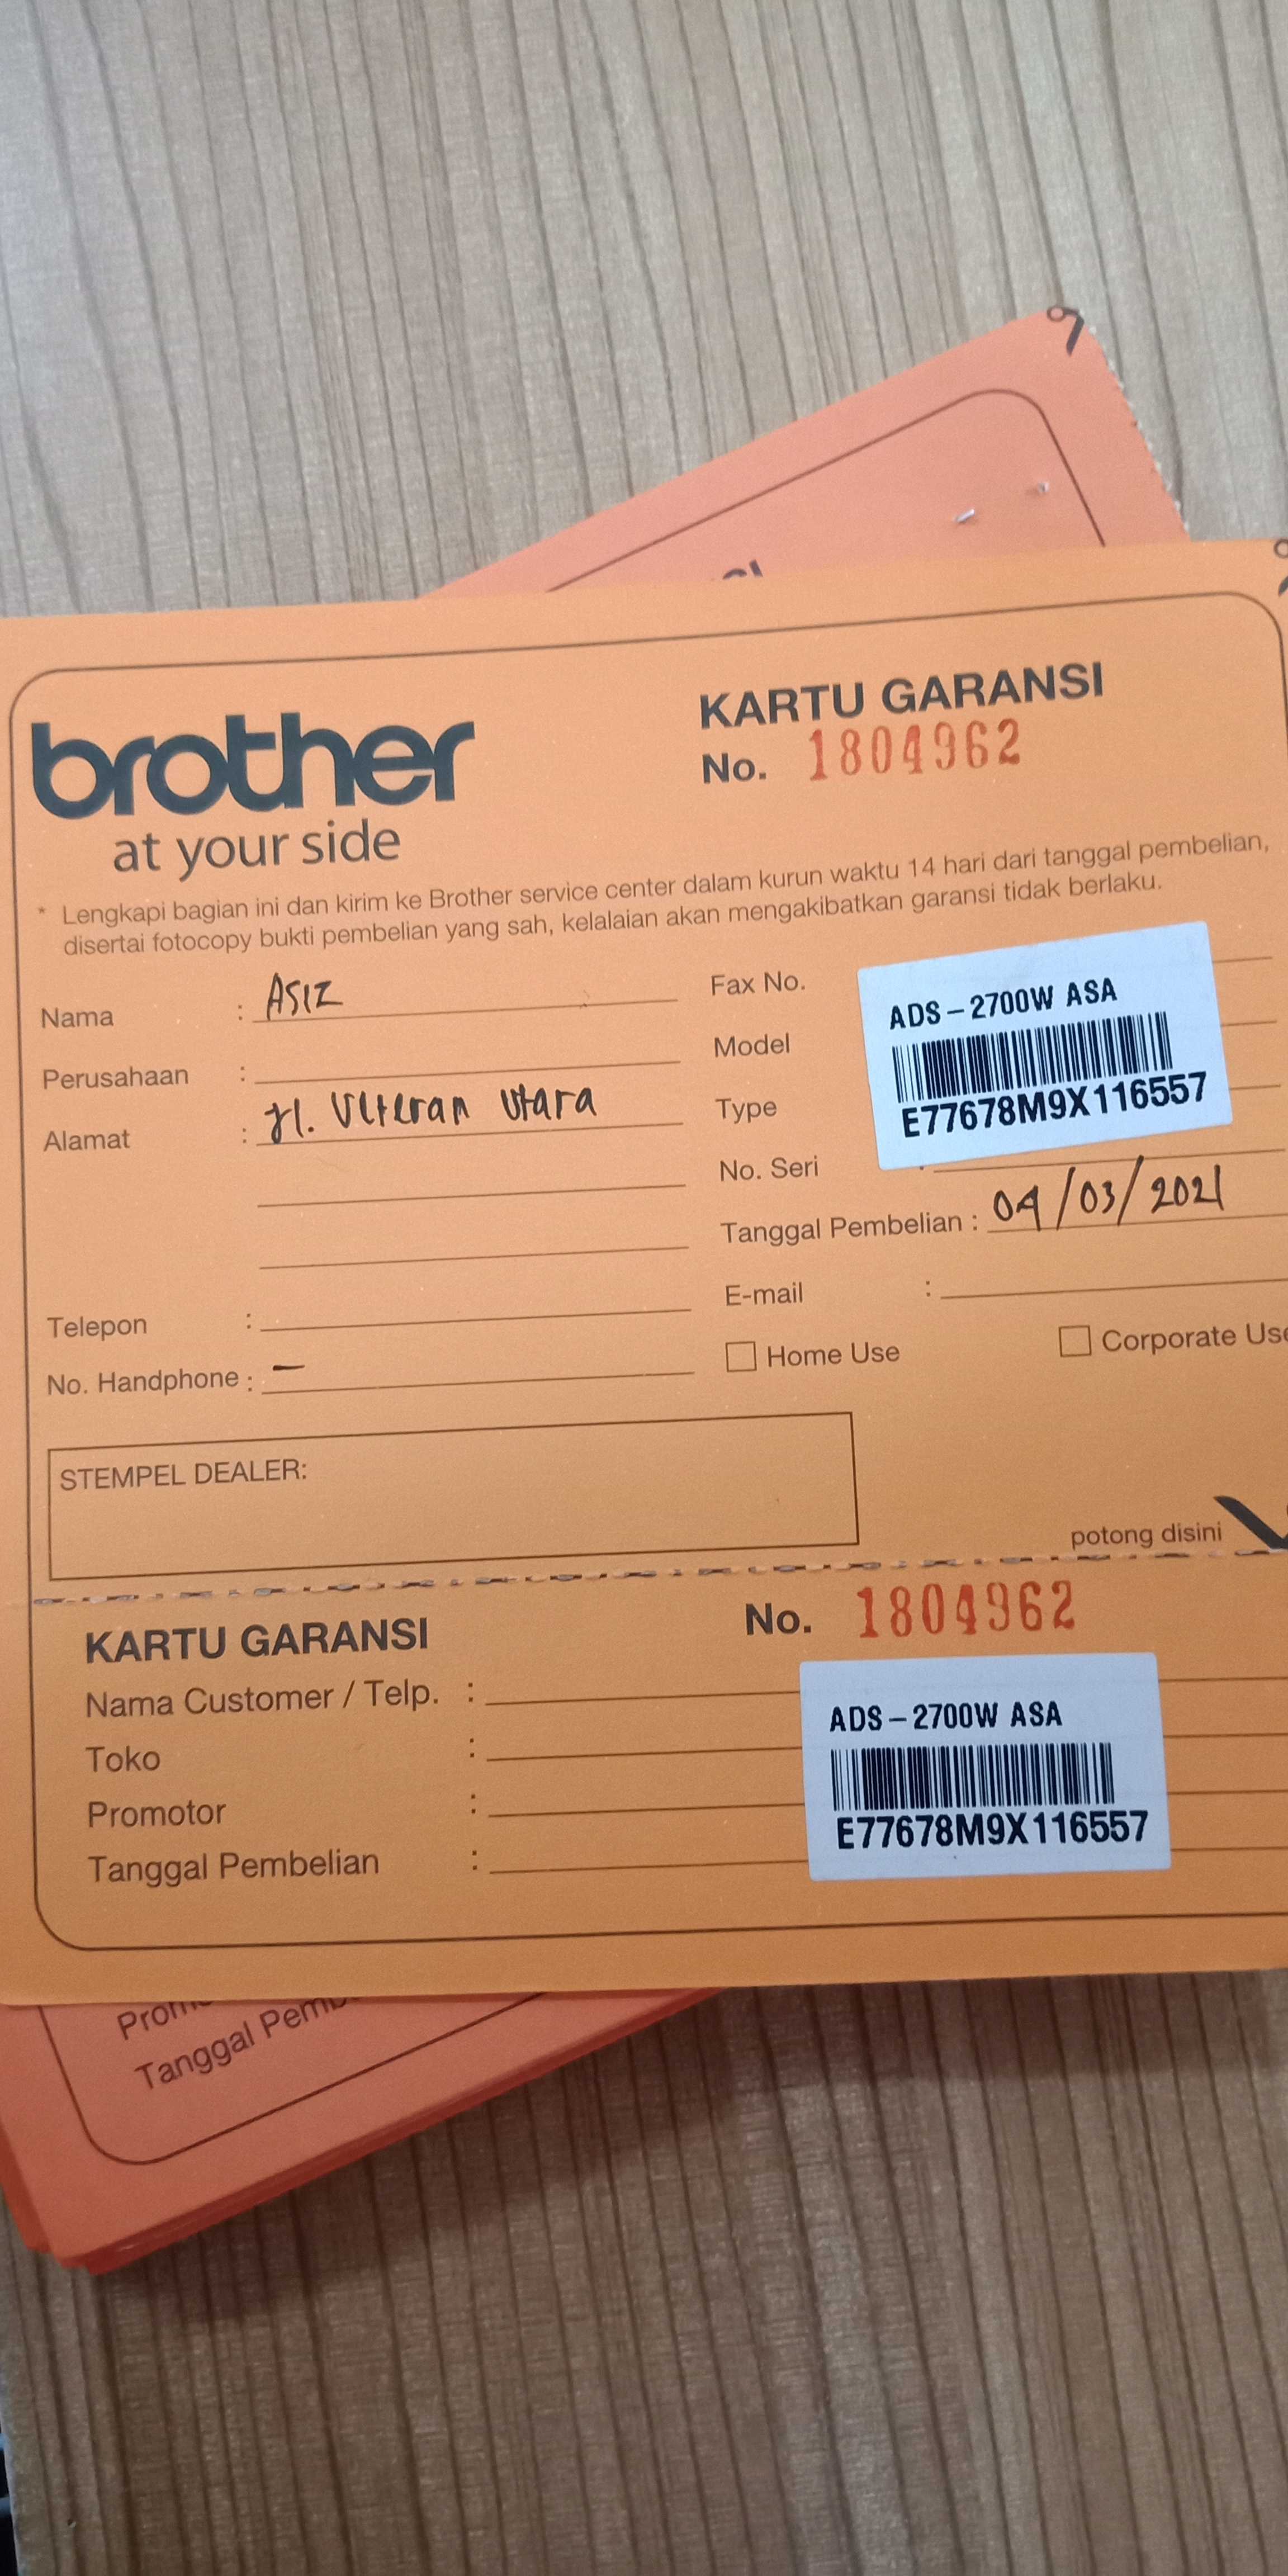 brother
at your side
KARTU GARANSI
No. 1804962
* Lengkapi bagian ini dan kirim ke Brother service center dalam kurun waktu 14 hari dari tanggal pembelian,
disertai fotocopy bukti pembelian yang sah, kelalaian akan mengakibatkan garansi tidak berlaku.
Nama : ASIZ
Perusahaan :
Alamat : Jl. Veteran Utara
Telepon :
No. Handphone : –
Fax No.
Model
Type
No. Seri :
ADS – 2700W ASA
E77678M9X116557
Tanggal Pembelian : 04/03/2021
E-mail :
Home Use
Corporate Use
STEMPEL DEALER:
potong disini
KARTU GARANSI
No. 1804962
Nama Customer / Telp. :
Toko :
Promotor :
Tanggal Pembelian :
ADS – 2700W ASA
E77678M9X116557
Tanggal